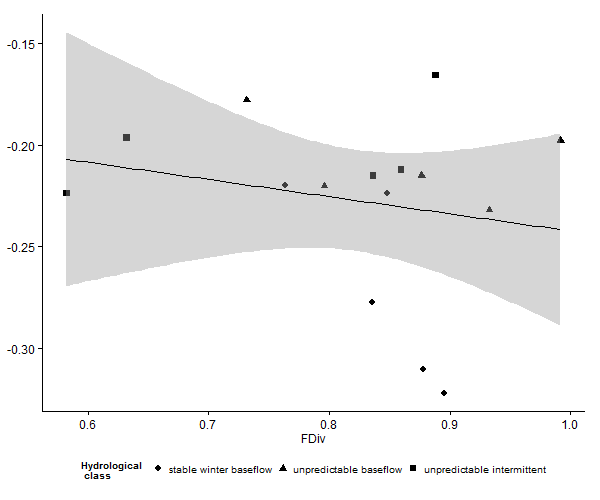 -0.15
-0.20
-0.25
-0.30
0.6 0.7 0.8 0.9 1.0
FDiv
Hydrological
class
stable winter baseflow unpredictable baseflow unpredictable intermittent